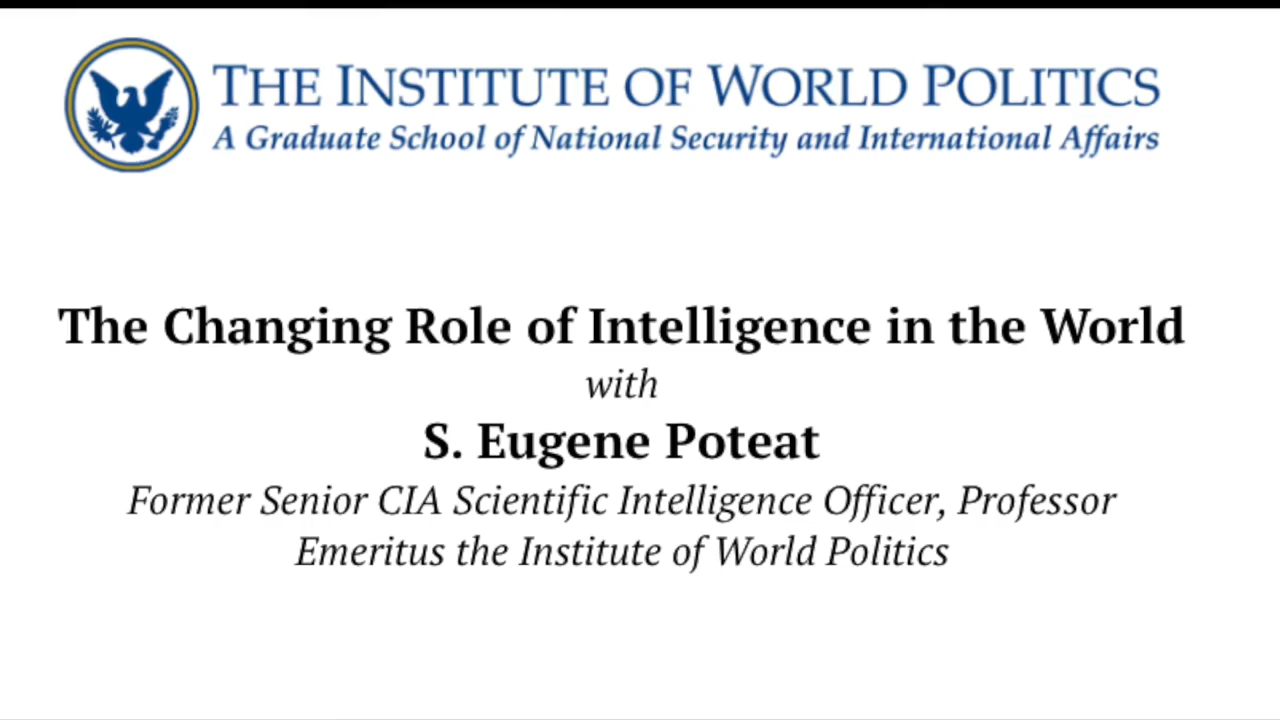 THE INSTITUTE OF WORLD POLITICS
A Graduate School of National Security and International Affairs
The Changing Role of Intelligence in the World
with
S. Eugene Poteat
Former Senior CIA Scientific Intelligence Officer, Professor
Emeritus the Institute of World Politics